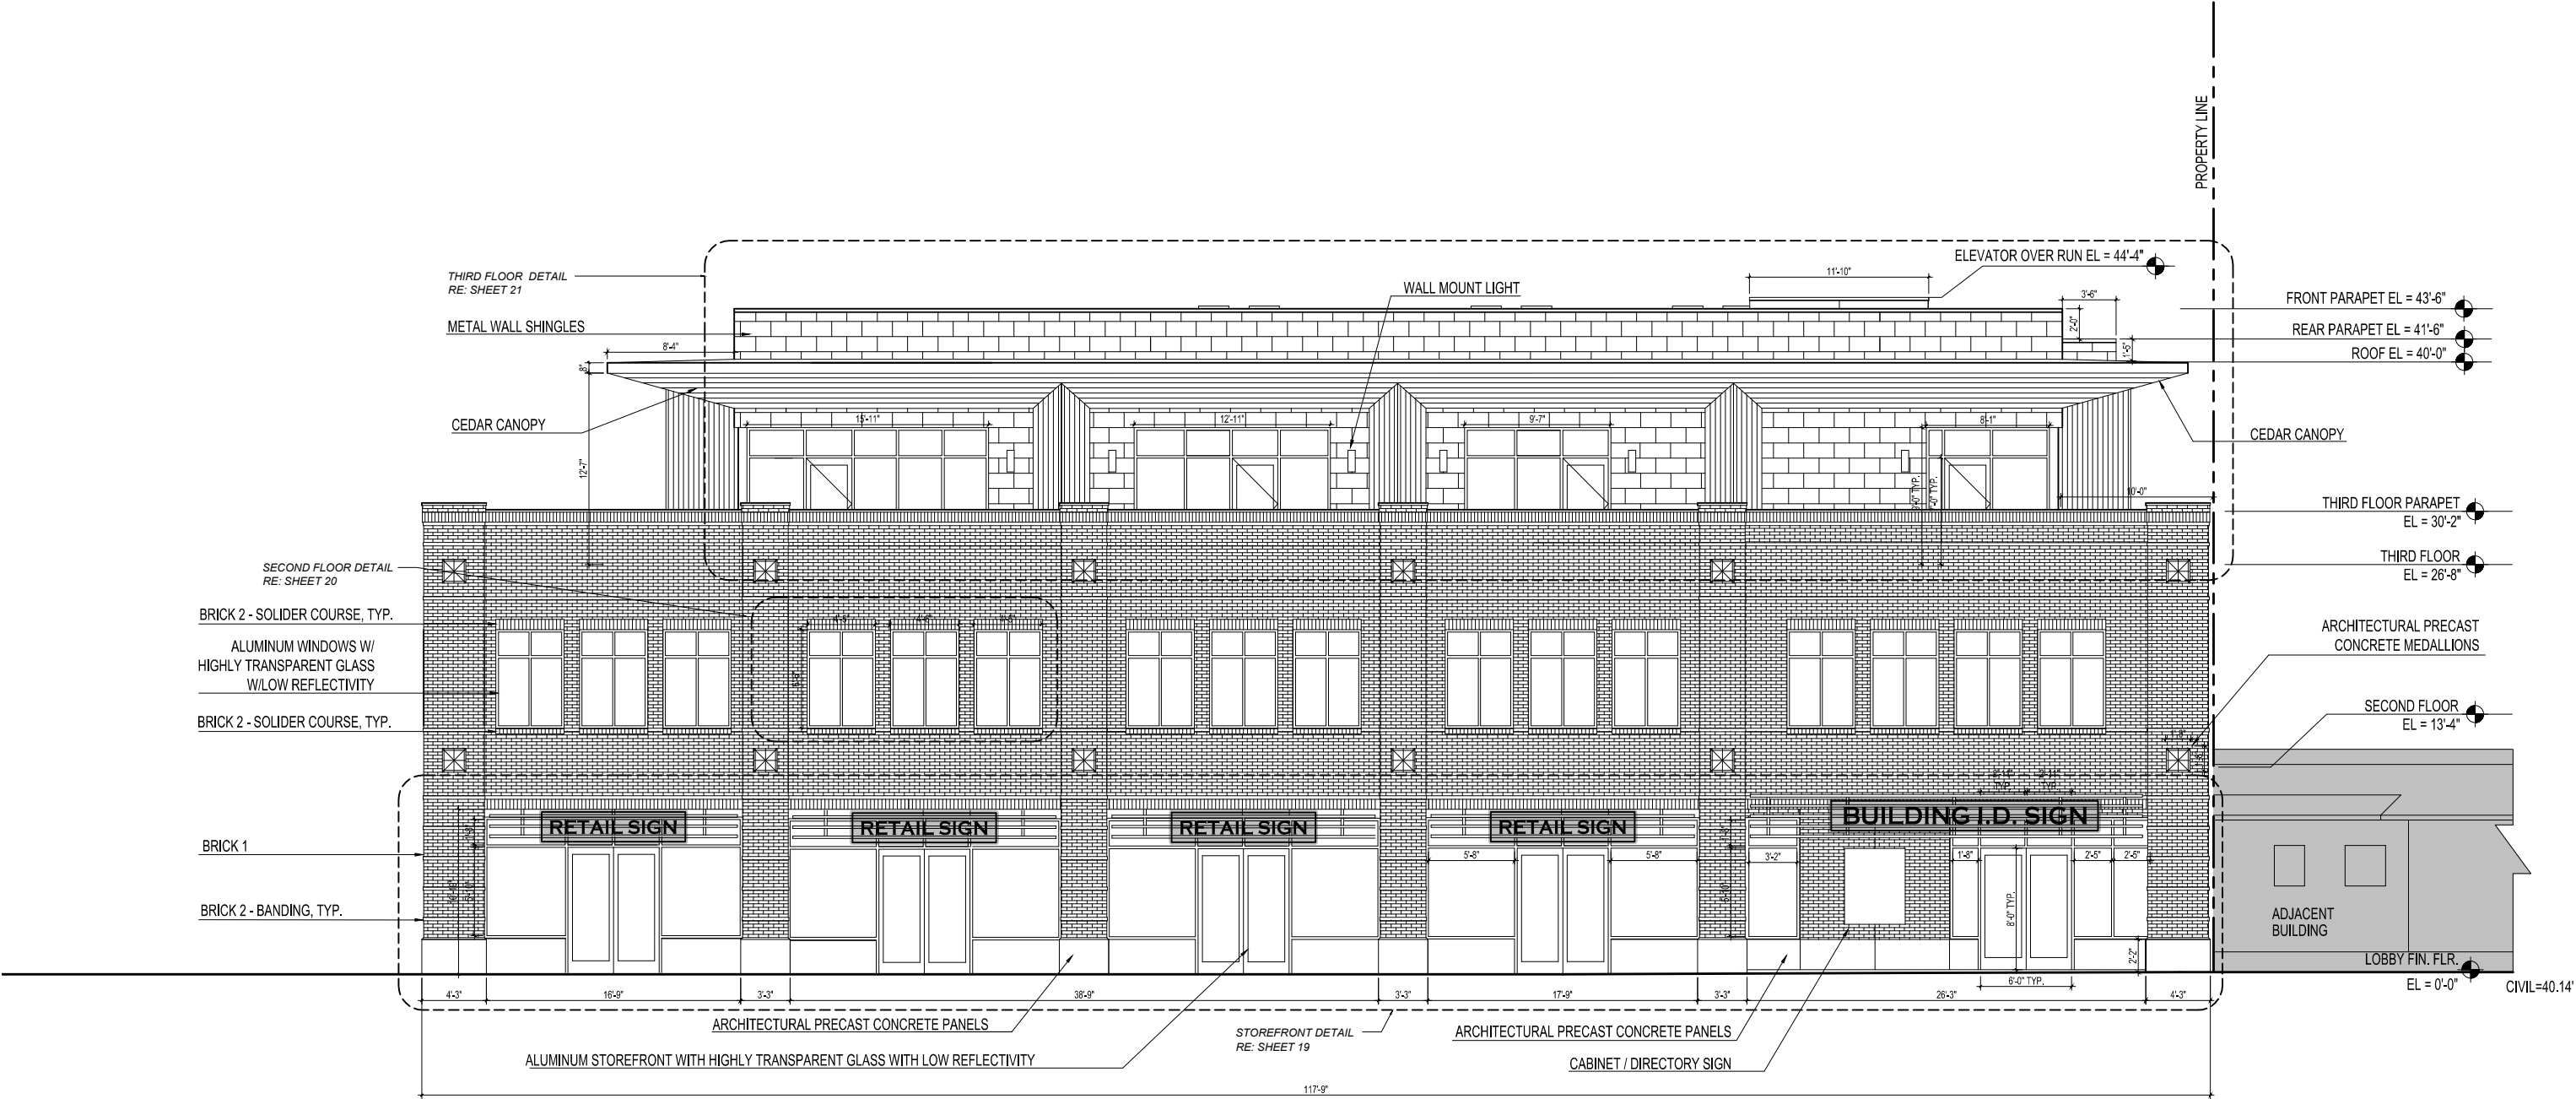 PROPERTY LINE
ELEVATOR OVER RUN EL = 44'-4"
THIRD FLOOR DETAIL
RE: SHEET 21
11'-10"
WALL MOUNT LIGHT
3'-6"
FRONT PARAPET EL = 43'-6"
METAL WALL SHINGLES
2'-0"
REAR PARAPET EL = 41'-6"
8'-4"
ROOF EL = 40'-0"
8"
CEDAR CANOPY
15'-11"
12'-11"
9'-7"
8'-1"
CEDAR CANOPY
12'-7"
10'-0"
THIRD FLOOR PARAPET
EL = 30'-2"
THIRD FLOOR
EL = 26'-8"
SECOND FLOOR DETAIL
RE: SHEET 20
BRICK 2 - SOLIDER COURSE, TYP.
ALUMINUM WINDOWS W/
HIGHLY TRANSPARENT GLASS
W/LOW REFLECTIVITY
ARCHITECTURAL PRECAST
CONCRETE MEDALLIONS
BRICK 2 - SOLIDER COURSE, TYP.
SECOND FLOOR
EL = 13'-4"
RETAIL SIGN
RETAIL SIGN
RETAIL SIGN
RETAIL SIGN
BUILDING I.D. SIGN
BRICK 1
5'-8"
5'-8"
3'-2"
1'-8"
2'-5"
2'-5"
BRICK 2 - BANDING, TYP.
8'-0" TYP.
ADJACENT
BUILDING
2'-2"
LOBBY FIN. FLR.
EL = 0'-0"
CIVIL=40.14'
6'-0" TYP.
4'-3"
16'-9"
3'-3"
38'-9"
3'-3"
17'-9"
3'-3"
26'-3"
4'-3"
ARCHITECTURAL PRECAST CONCRETE PANELS
STOREFRONT DETAIL
RE: SHEET 19
ARCHITECTURAL PRECAST CONCRETE PANELS
ALUMINUM STOREFRONT WITH HIGHLY TRANSPARENT GLASS WITH LOW REFLECTIVITY
CABINET / DIRECTORY SIGN
117'-9"